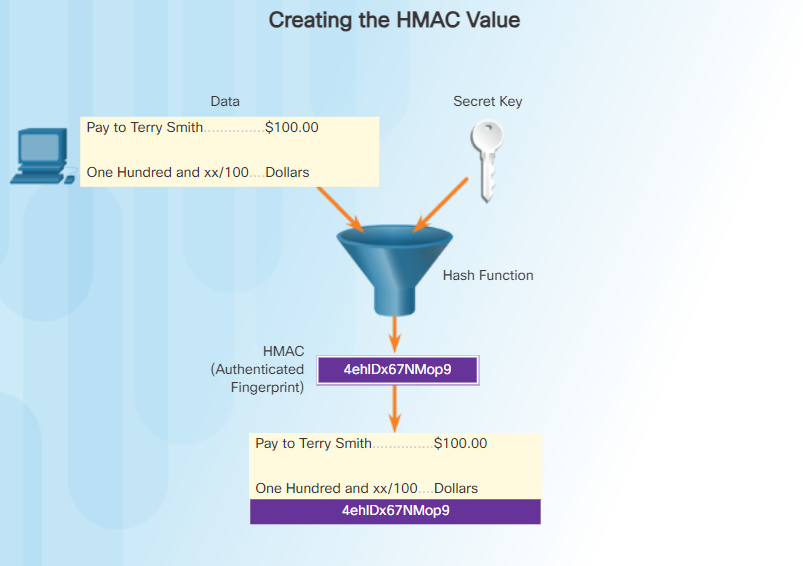 Creating the HMAC Value
Data
Secret Key
Pay to Terry Smith...............$100.00
One Hundred and xx/100....Dollars
Hash Function
HMAC
(Authenticated
Fingerprint)
4ehIDx67NMop9
Pay to Terry Smith...............$100.00
One Hundred and xx/100....Dollars
4ehIDx67NMop9